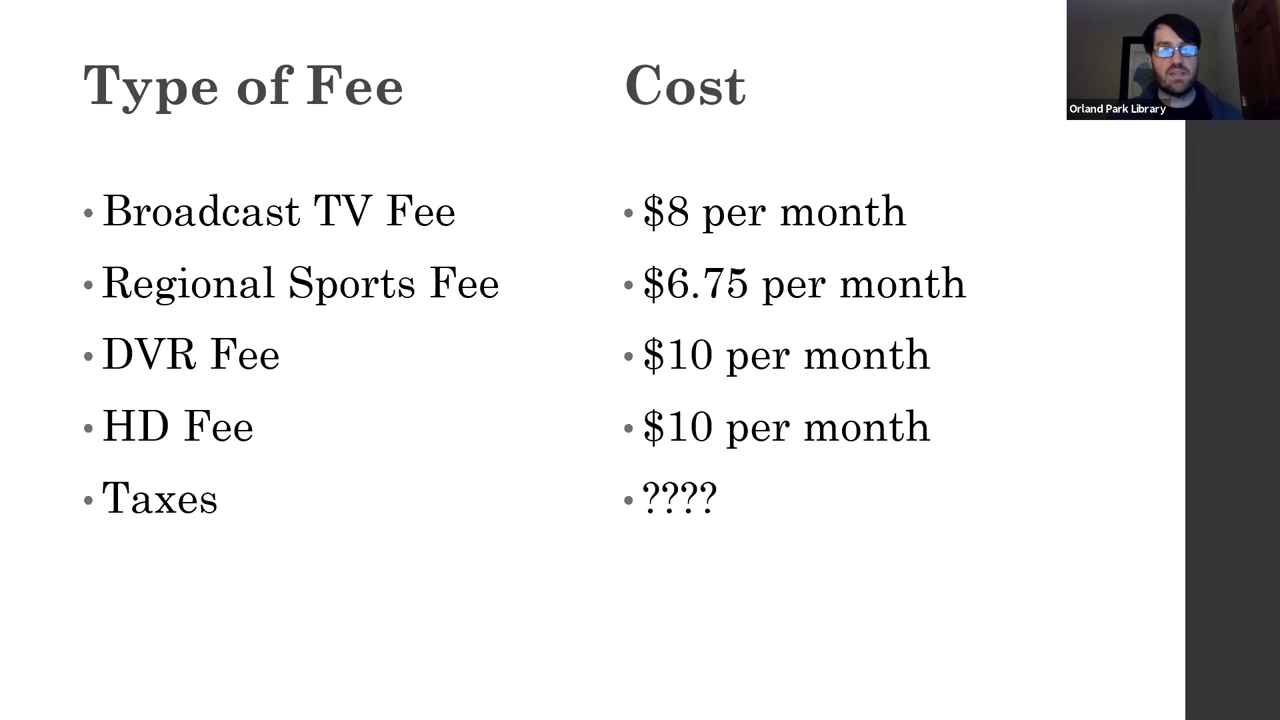 Type of Fee
Cost
Orland Park Library
• Broadcast TV Fee
• $8 per month
• Regional Sports Fee
• $6.75 per month
• DVR Fee
• $10 per month
• HD Fee
• $10 per month
• Taxes
• ????